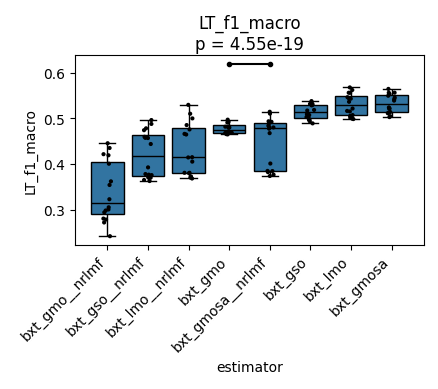 LT_f1_macro
p = 4.55e-19
LT_f1_macro
0.6
0.5
0.4
0.3
bxt_gmo__nrlmf
bxt_gso__nrlmf
bxt_lmo__nrlmf
bxt_gmo
bxt_gmosa__nrlmf
bxt_gso
bxt_lmo
bxt_gmosa
estimator